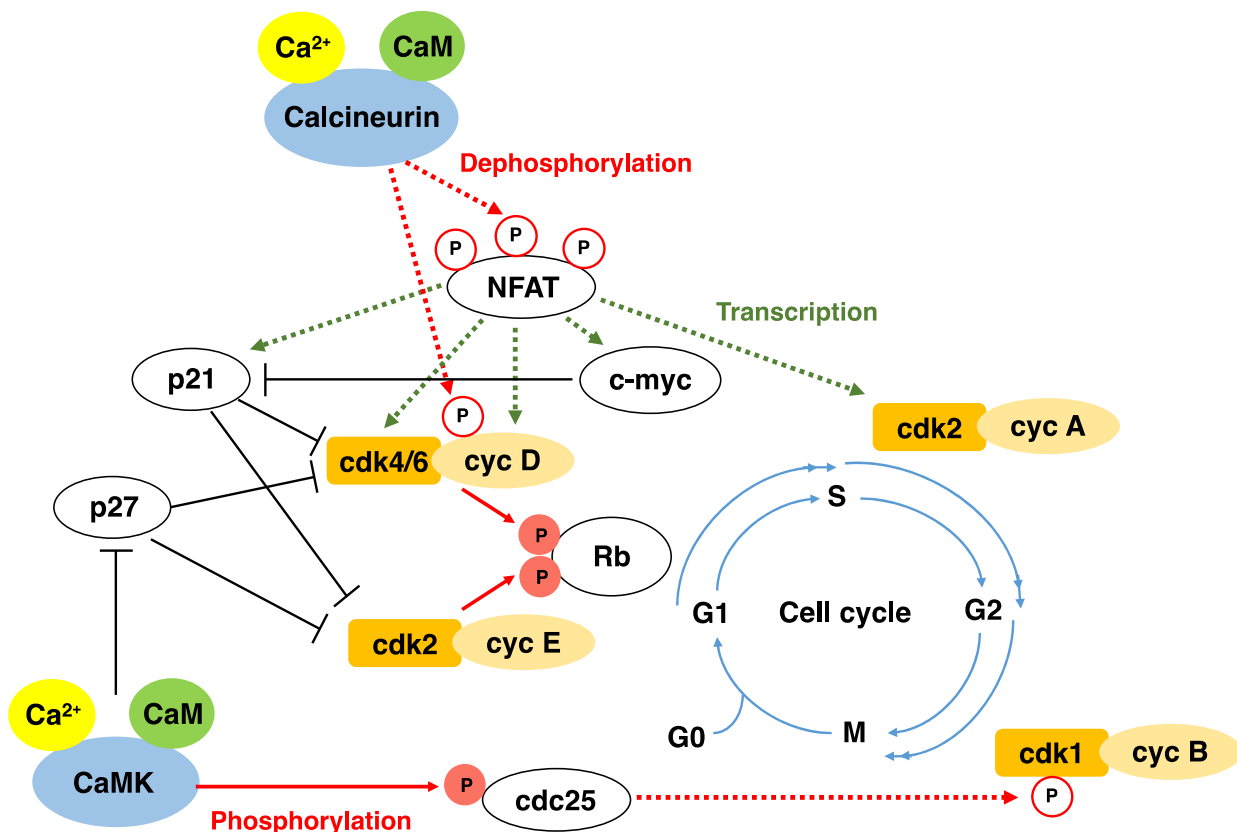 Ca²⁺
CaM
Calcineurin
Dephosphorylation
P
P
P
NFAT
Transcription
p21
c-myc
P
cdk4/6
cyc D
cdk2
cyc A
p27
P
P
Rb
S
G1
Cell cycle
G2
cdk2
cyc E
Ca²⁺
CaM
G0
M
cdk1
cyc B
CaMK
P
cdc25
P
Phosphorylation